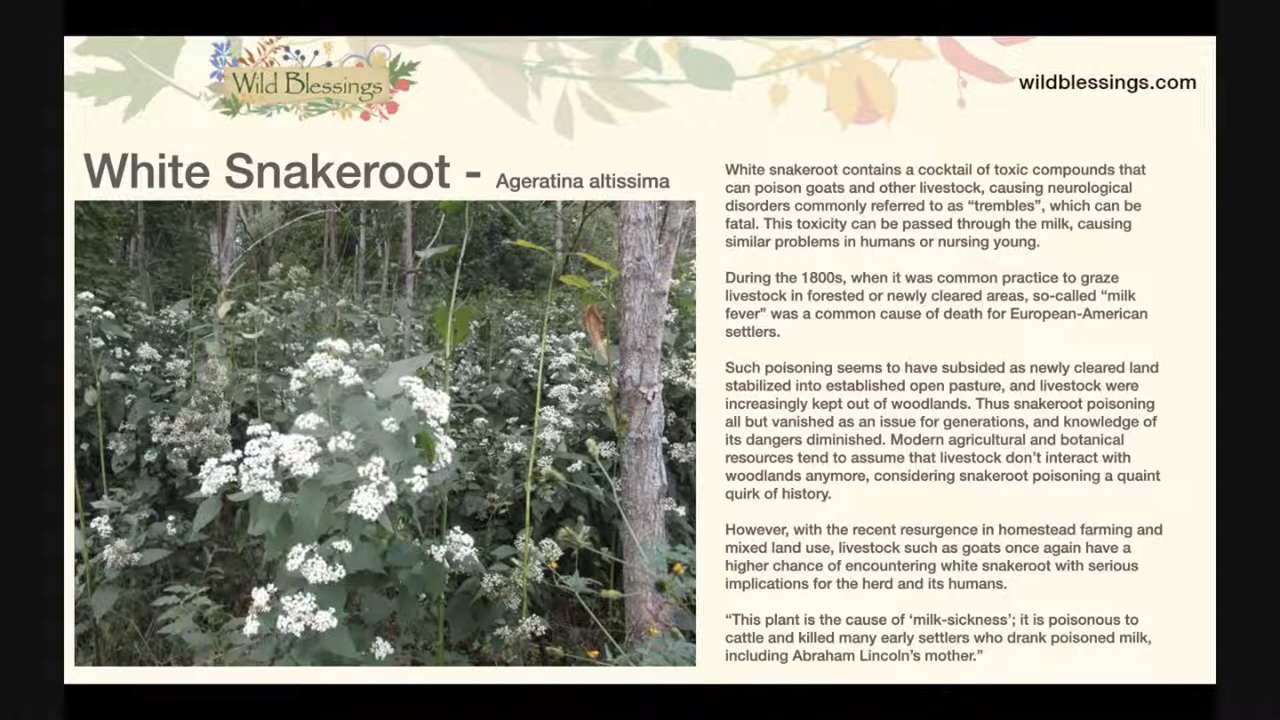 Wild Blessings
wildblessings.com
White Snakeroot - Ageratina altissima
White snakeroot contains a cocktail of toxic compounds that
can poison goats and other livestock, causing neurological
disorders commonly referred to as “trembles”, which can be
fatal. This toxicity can be passed through the milk, causing
similar problems in humans or nursing young.
During the 1800s, when it was common practice to graze
livestock in forested or newly cleared areas, so-called “milk
fever” was a common cause of death for European-American
settlers.
Such poisoning seems to have subsided as newly cleared land
stabilized into established open pasture, and livestock were
increasingly kept out of woodlands. Thus snakeroot poisoning
all but vanished as an issue for generations, and knowledge of
its dangers diminished. Modern agricultural and botanical
resources tend to assume that livestock don’t interact with
woodlands anymore, considering snakeroot poisoning a quaint
quirk of history.
However, with the recent resurgence in homestead farming and
mixed land use, livestock such as goats once again have a
higher chance of encountering white snakeroot with serious
implications for the herd and its humans.
“This plant is the cause of ‘milk-sickness’; it is poisonous to
cattle and killed many early settlers who drank poisoned milk,
including Abraham Lincoln’s mother.”